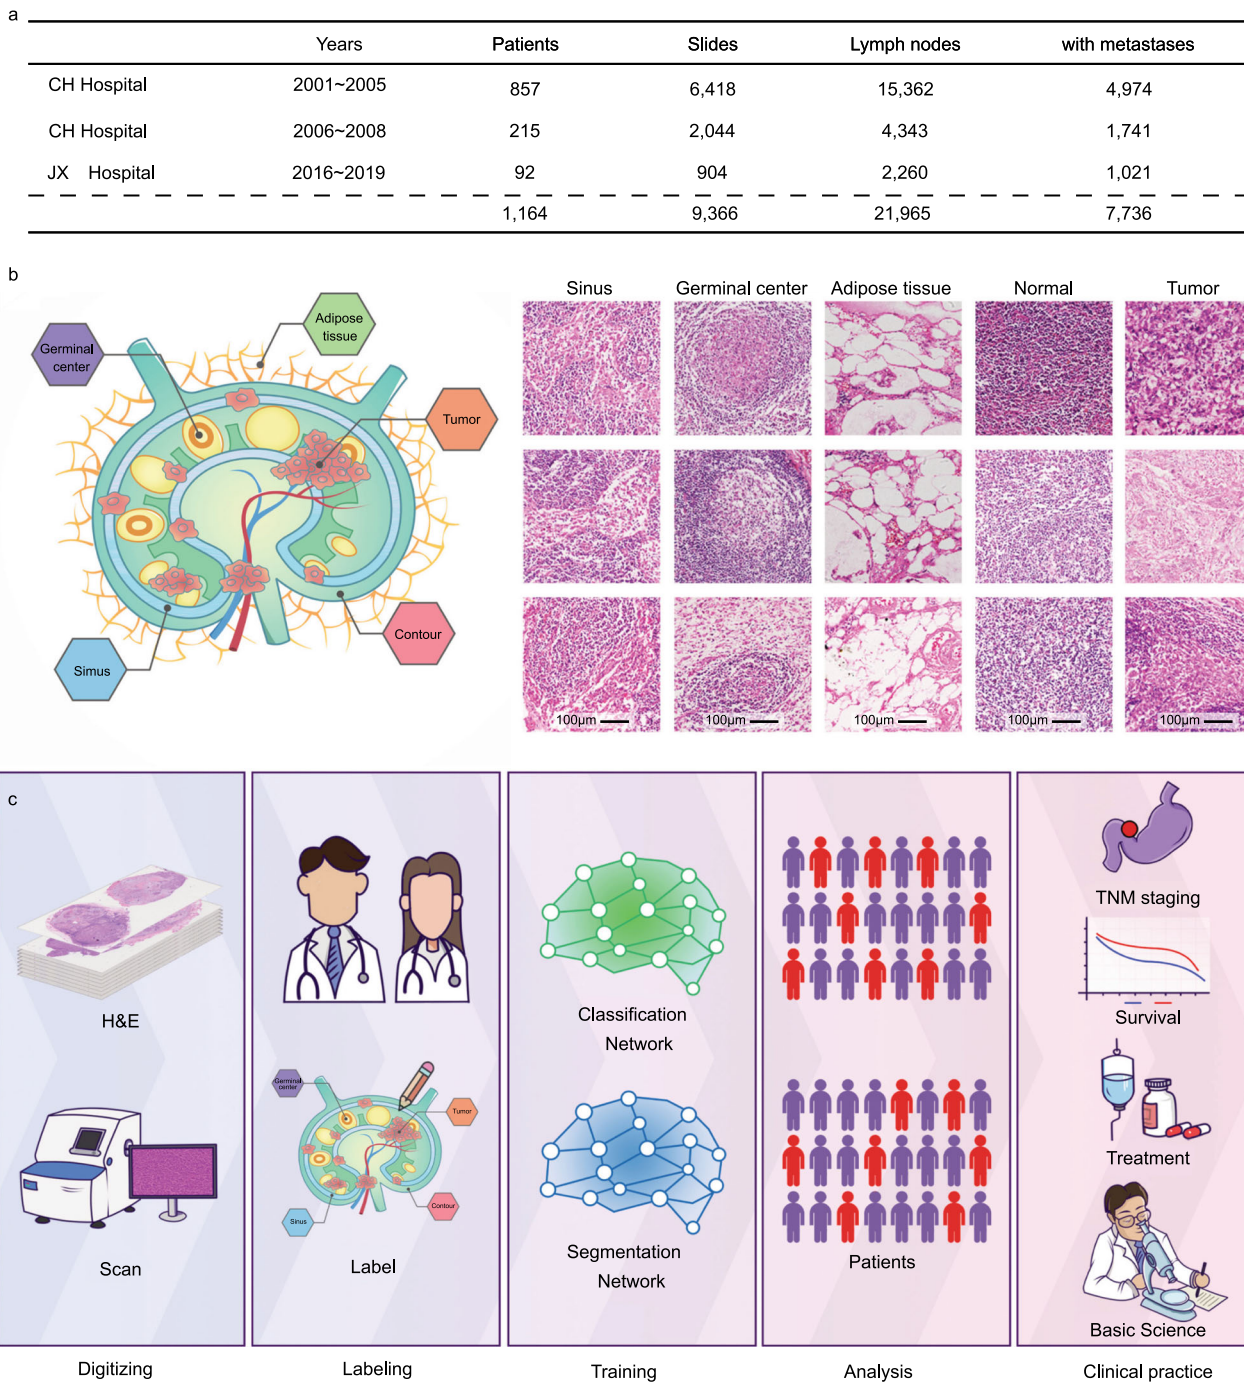 a
Years Patients Slides Lymph nodes with metastases
CH Hospital 2001~2005 857 6,418 15,362 4,974
CH Hospital 2006~2008 215 2,044 4,343 1,741
JX Hospital 2016~2019 92 904 2,260 1,021
1,164 9,366 21,965 7,736
b
Adipose
tissue
Germinal
center
Tumor
Contour
Simus
Sinus Germinal center Adipose tissue Normal Tumor
100μm 100μm 100μm 100μm 100μm
c
H&E
Scan
Digitizing
Germinal
center
Tumor
Sinus
Contour
Label
Labeling
Classification
Network
Segmentation
Network
Training
Patients
Analysis
TNM staging
Survival
Treatment
Basic Science
Clinical practice